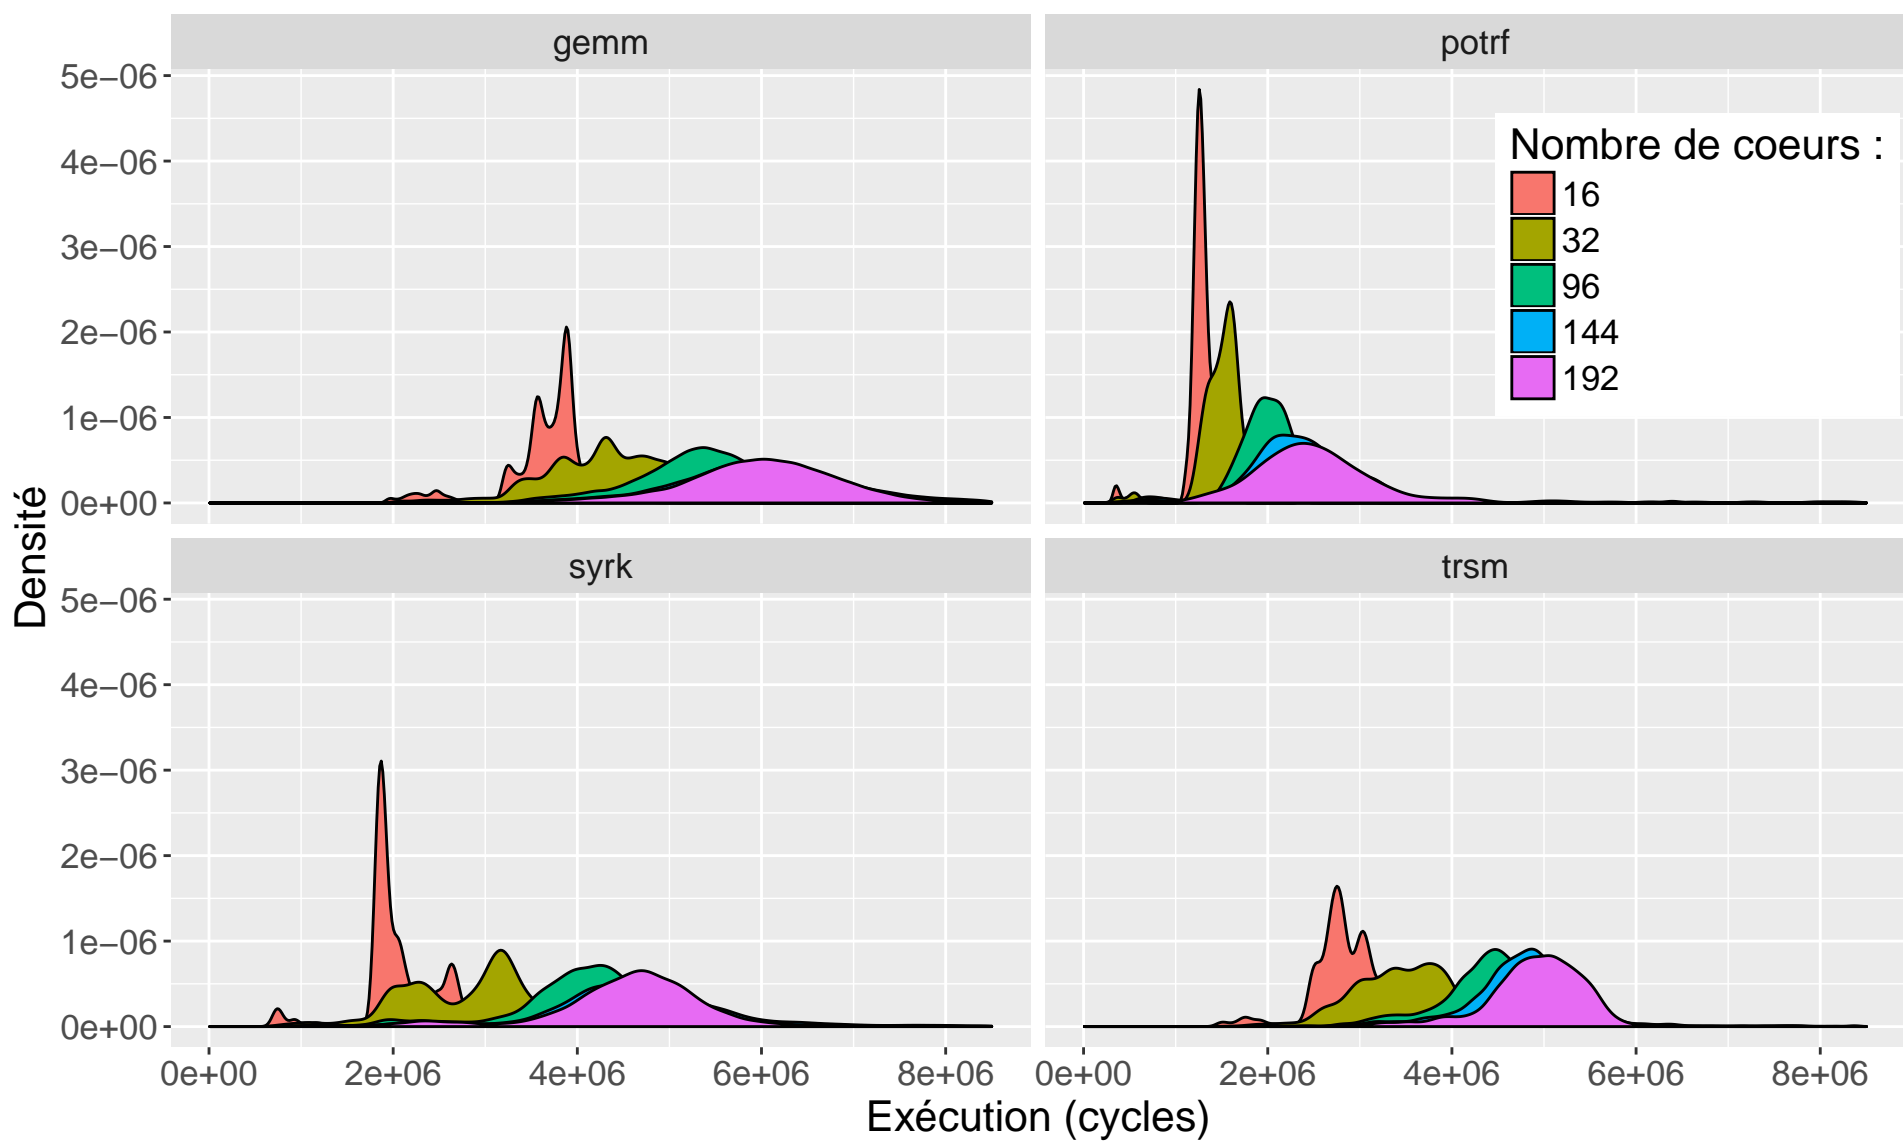 gemm
potrf
5e−06
4e−06
3e−06
2e−06
1e−06
0e+00
Nombre de coeurs :
16
32
96
144
192
Densité
syrk
trsm
5e−06
4e−06
3e−06
2e−06
1e−06
0e+00
0e+00 2e+06 4e+06 6e+06 8e+06
0e+00 2e+06 4e+06 6e+06 8e+06
Exécution (cycles)